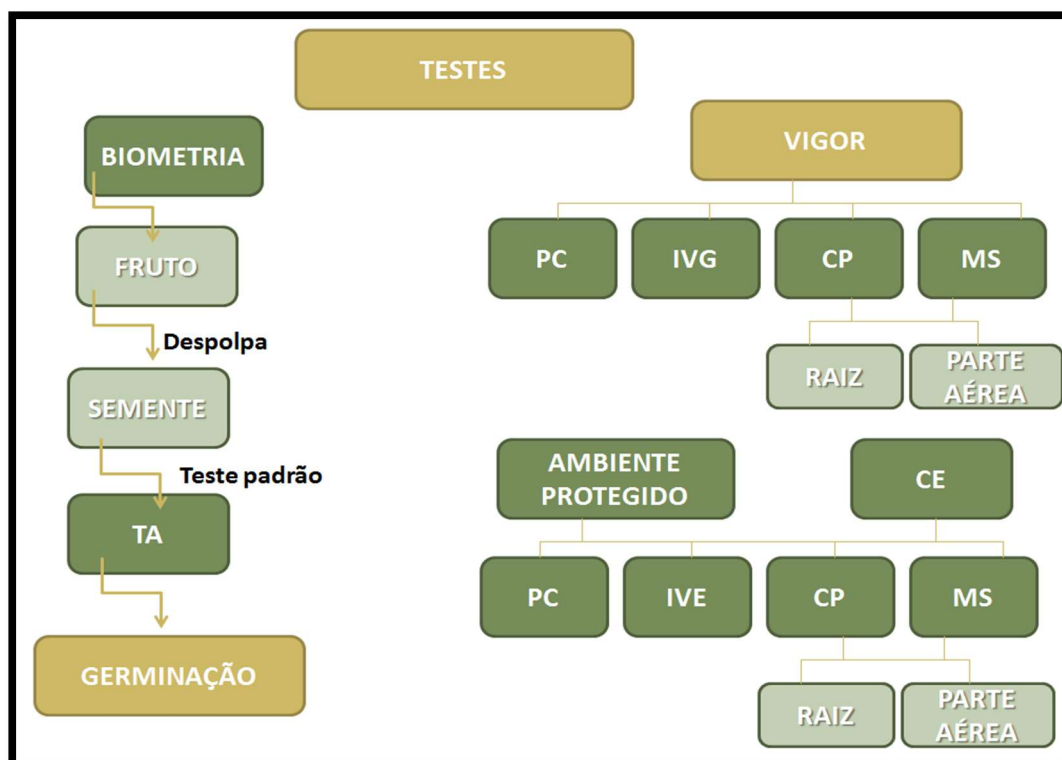 TESTES
BIOMETRIA
FRUTO
Despolpa
SEMENTE
Teste padrão
TA
GERMINAÇÃO
VIGOR
PC
IVG
CP
MS
RAIZ
PARTE
AÉREA
AMBIENTE
PROTEGIDO
CE
PC
IVE
CP
MS
RAIZ
PARTE
AÉREA